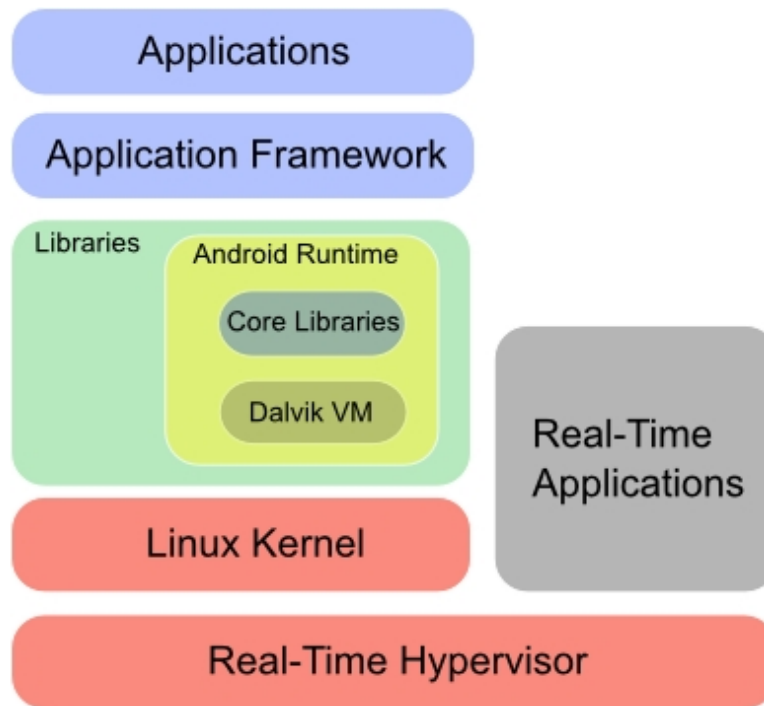 Applications
Application Framework
Libraries
Android Runtime
Core Libraries
Dalvik VM
Real-Time
Applications
Linux Kernel
Real-Time Hypervisor